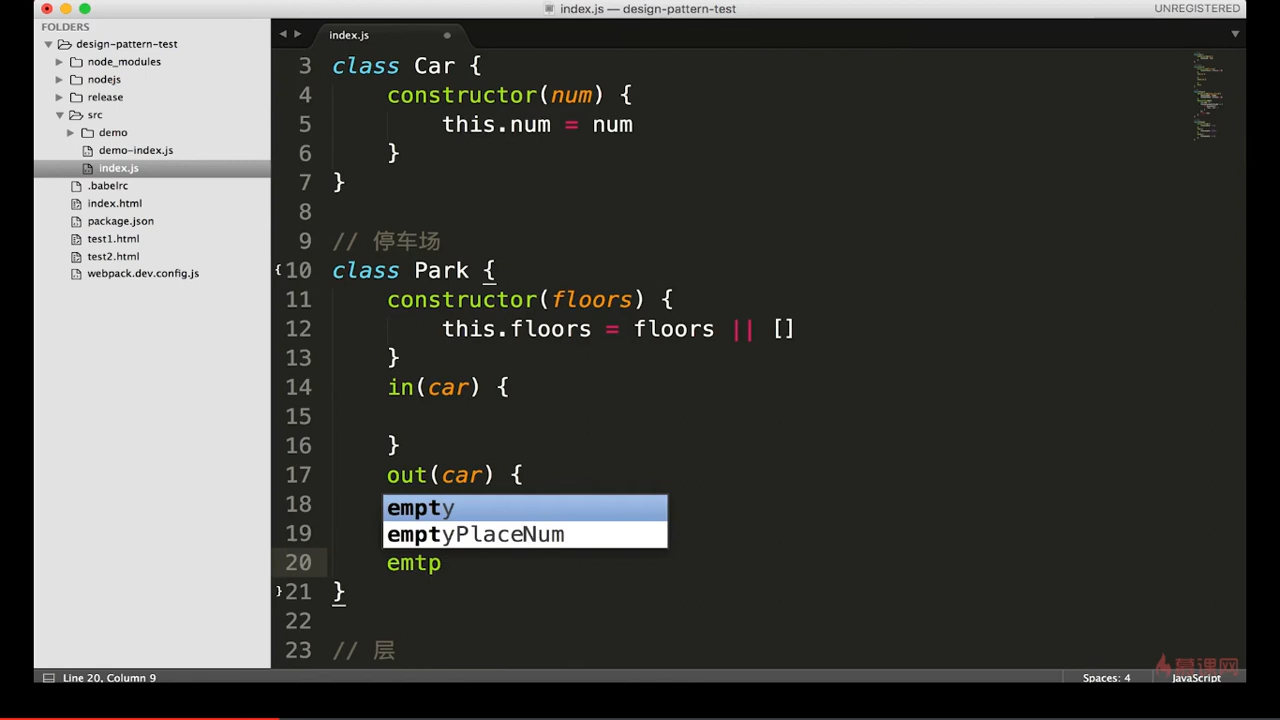 index.js — design-pattern-test
UNREGISTERED
FOLDERS
design-pattern-test
node_modules
nodejs
release
src
demo
demo-index.js
index.js
.babelrc
index.html
package.json
test1.html
test2.html
webpack.dev.config.js
index.js
3 class Car {
4 constructor(num) {
5 this.num = num
6 }
7 }
8
9 // 停车场
10 class Park {
11 constructor(floors) {
12 this.floors = floors || []
13 }
14 in(car) {
15
16 }
17 out(car) {
18
empty
19
emptyPlaceNum
20 emtp
21 }
22
23 // 层
慕课网
Line 20, Column 9
Spaces: 4
JavaScript